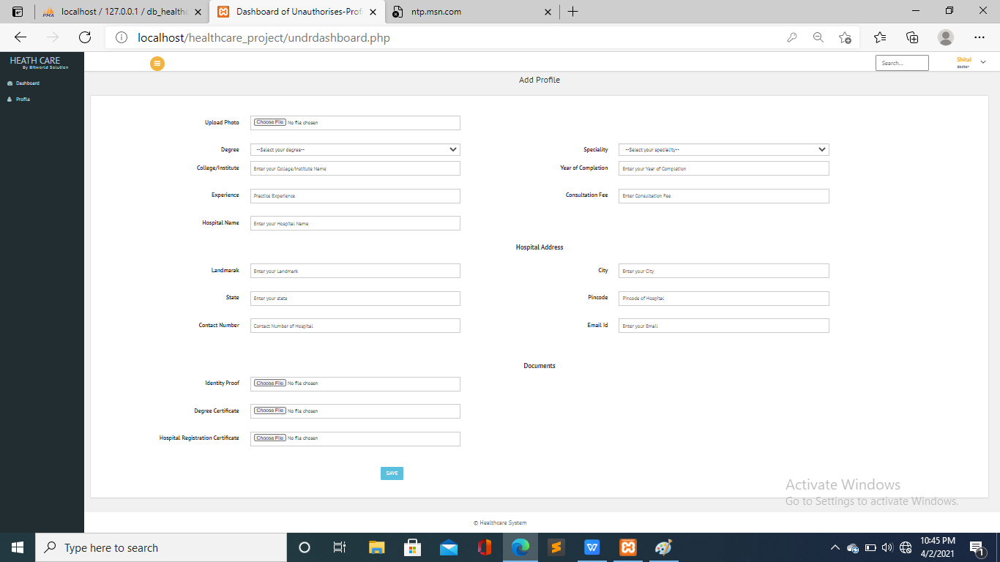 localhost / 127.0.0.1 / db_healthc
Dashboard of Unauthorises-Prof
ntp.msn.com
localhost/healthcare_project/undrdashboard.php
HEATH CARE
By Bitworld Solution
Search...
Shital
doctor
Dashboard
Profile
Add Profile
Upload Photo Choose File No file chosen
Degree --Select your degree-- Speciality --Select your speciality--
College/Institute Enter your College/Institute Name Year of Completion Enter your Year of Completion
Experience Practice Experience Consultation Fee Enter Consultation Fee
Hospital Name Enter your Hospital Name
Hospital Address
Landmarak Enter your Landmark City Enter your City
State Enter your state Pincode Pincode of Hospital
Contact Number Contact Number of Hospital Email Id Enter your Email
Documents
Identity Proof Choose File No file chosen
Degree Certificate Choose File No file chosen
Hospital Registration Certificate Choose File No file chosen
SAVE
Activate Windows
Go to Settings to activate Windows.
© Healthcare System
Type here to search
10:45 PM
4/2/2021
1